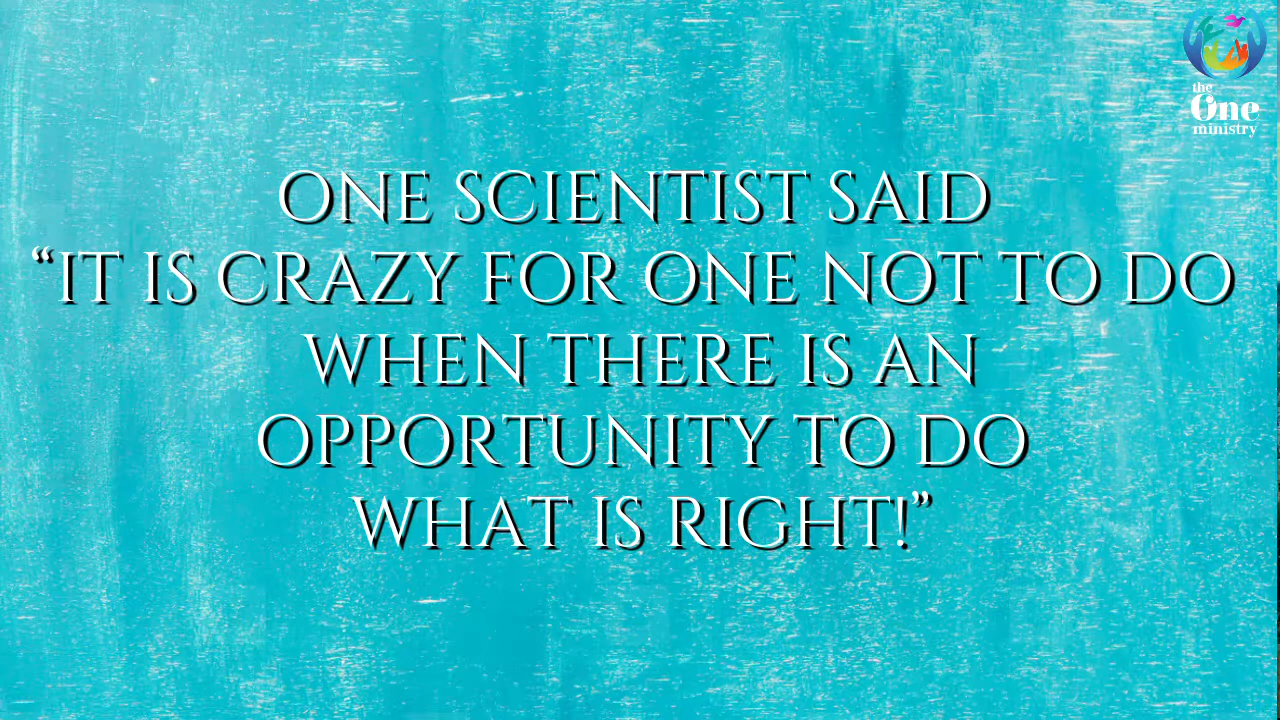 the
One
ministry
ONE SCIENTIST SAID
“IT IS CRAZY FOR ONE NOT TO DO
WHEN THERE IS AN
OPPORTUNITY TO DO
WHAT IS RIGHT!”